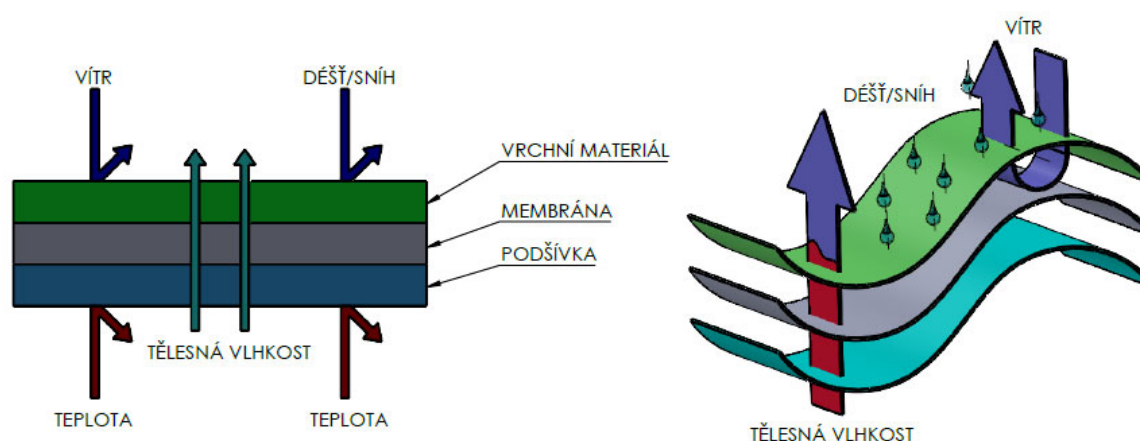 VÍTR
DÉŠŤ/SNÍH
VRCHNÍ MATERIÁL
MEMBRÁNA
PODŠÍVKA
TĚLESNÁ VLHKOST
TEPLOTA
TEPLOTA
VÍTR
DÉŠŤ/SNÍH
TĚLESNÁ VLHKOST